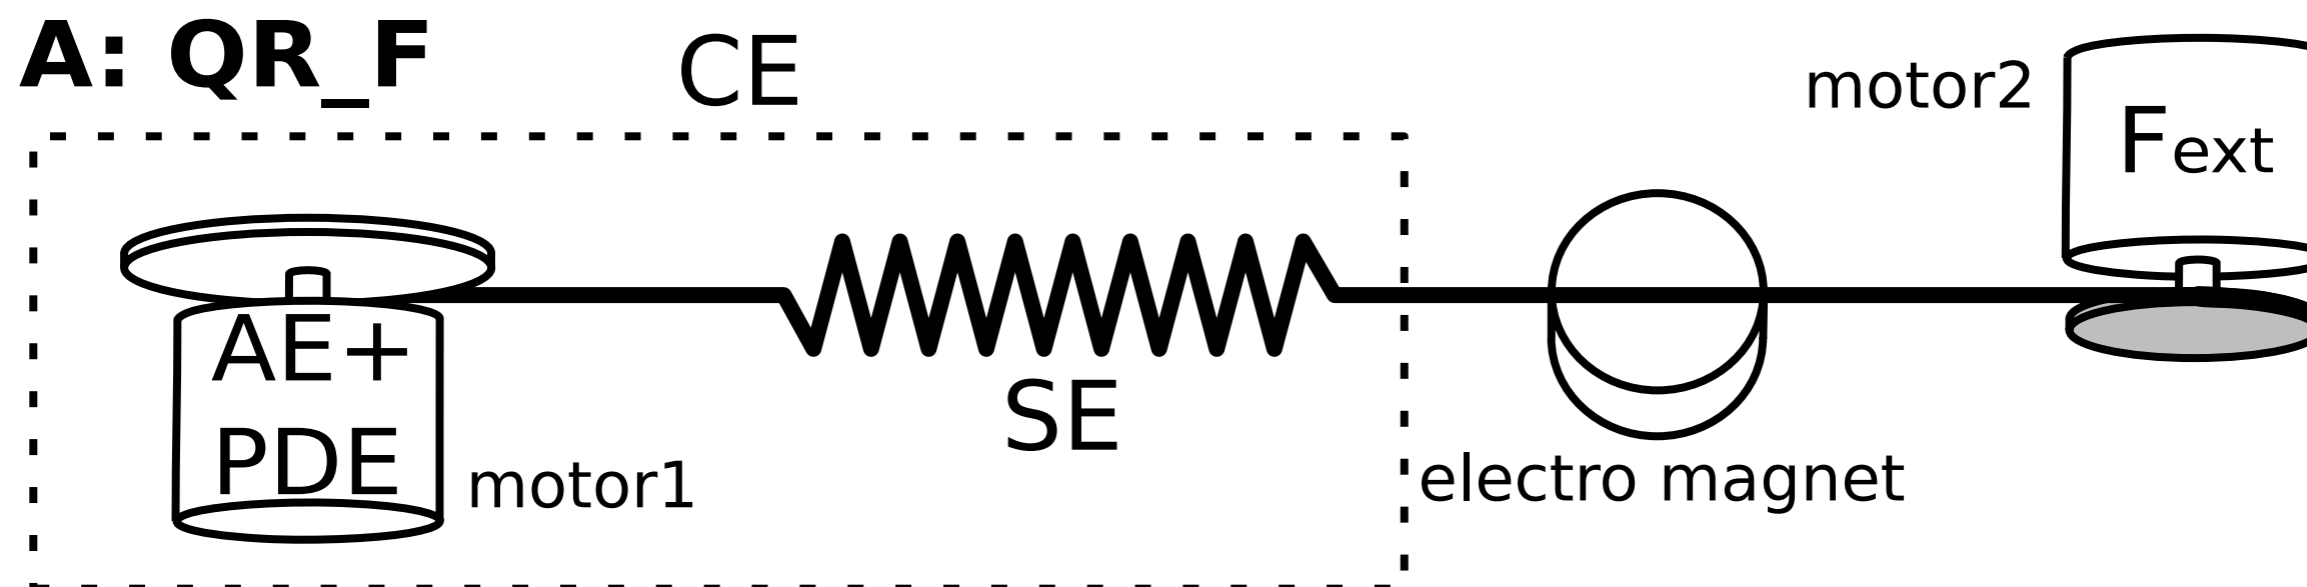 A: QR_F
CE
motor2
Fext
AE+
PDE
SE
motor1
electro magnet